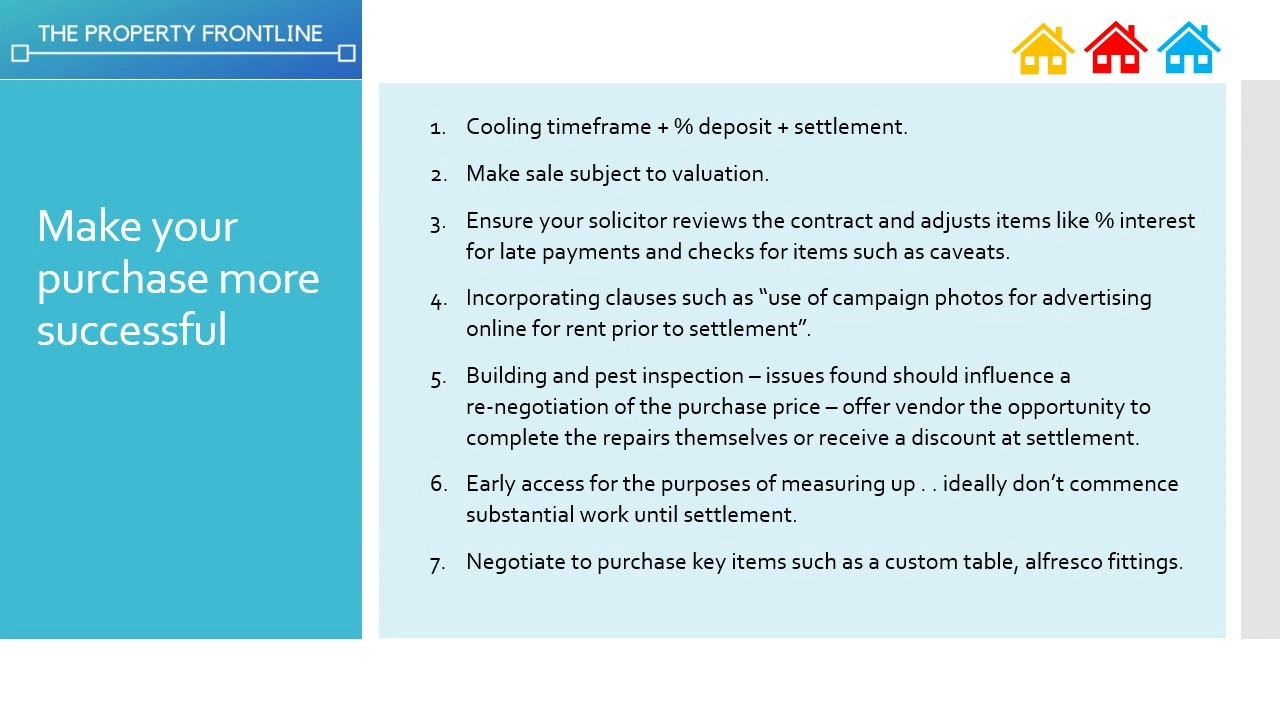 THE PROPERTY FRONTLINE
Make your
purchase more
successful
1. Cooling timeframe + % deposit + settlement.
2. Make sale subject to valuation.
3. Ensure your solicitor reviews the contract and adjusts items like % interest
for late payments and checks for items such as caveats.
4. Incorporating clauses such as “use of campaign photos for advertising
online for rent prior to settlement”.
5. Building and pest inspection – issues found should influence a
re-negotiation of the purchase price – offer vendor the opportunity to
complete the repairs themselves or receive a discount at settlement.
6. Early access for the purposes of measuring up . . ideally don’t commence
substantial work until settlement.
7. Negotiate to purchase key items such as a custom table, alfresco fittings.